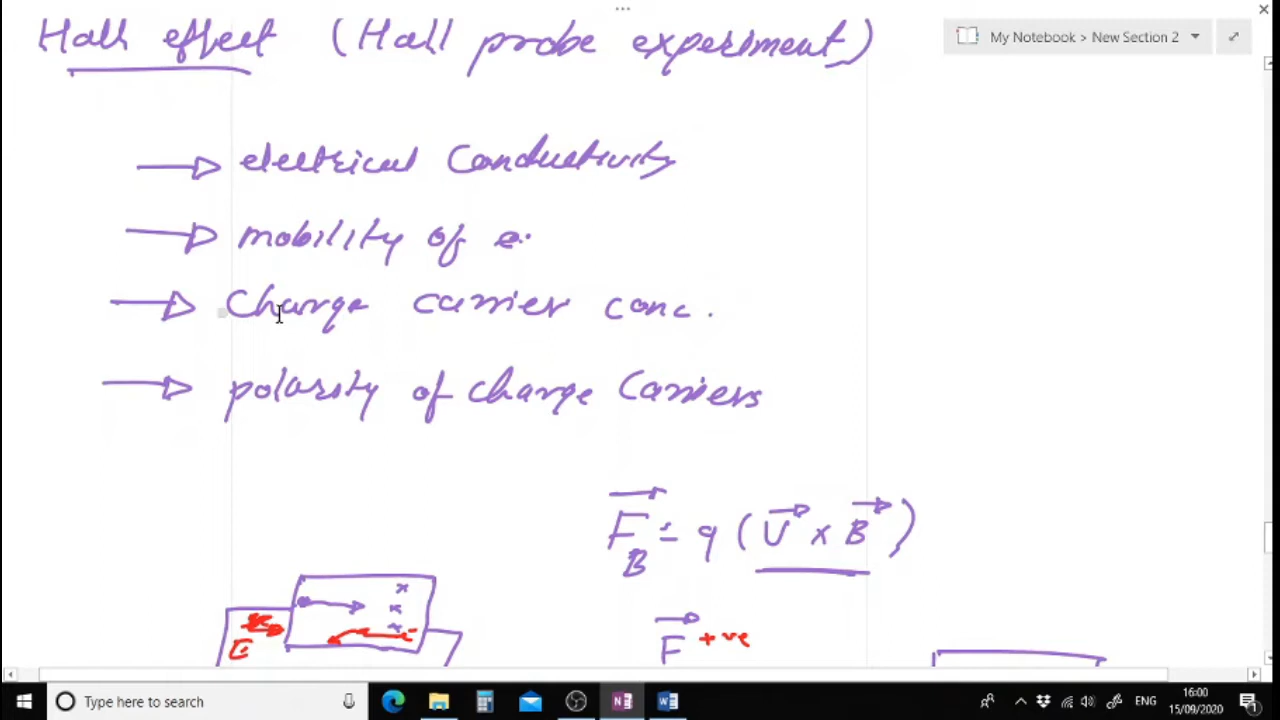 Hall effect (Hall probe experiment)
My Notebook > New Section 2
electrical Conductivity
mobility of e-
Charge carrier conc.
polarity of charge Carriers
F_B = q (V x B)
x
x
x
F +ve
Type here to search
ENG
16:00
15/09/2020